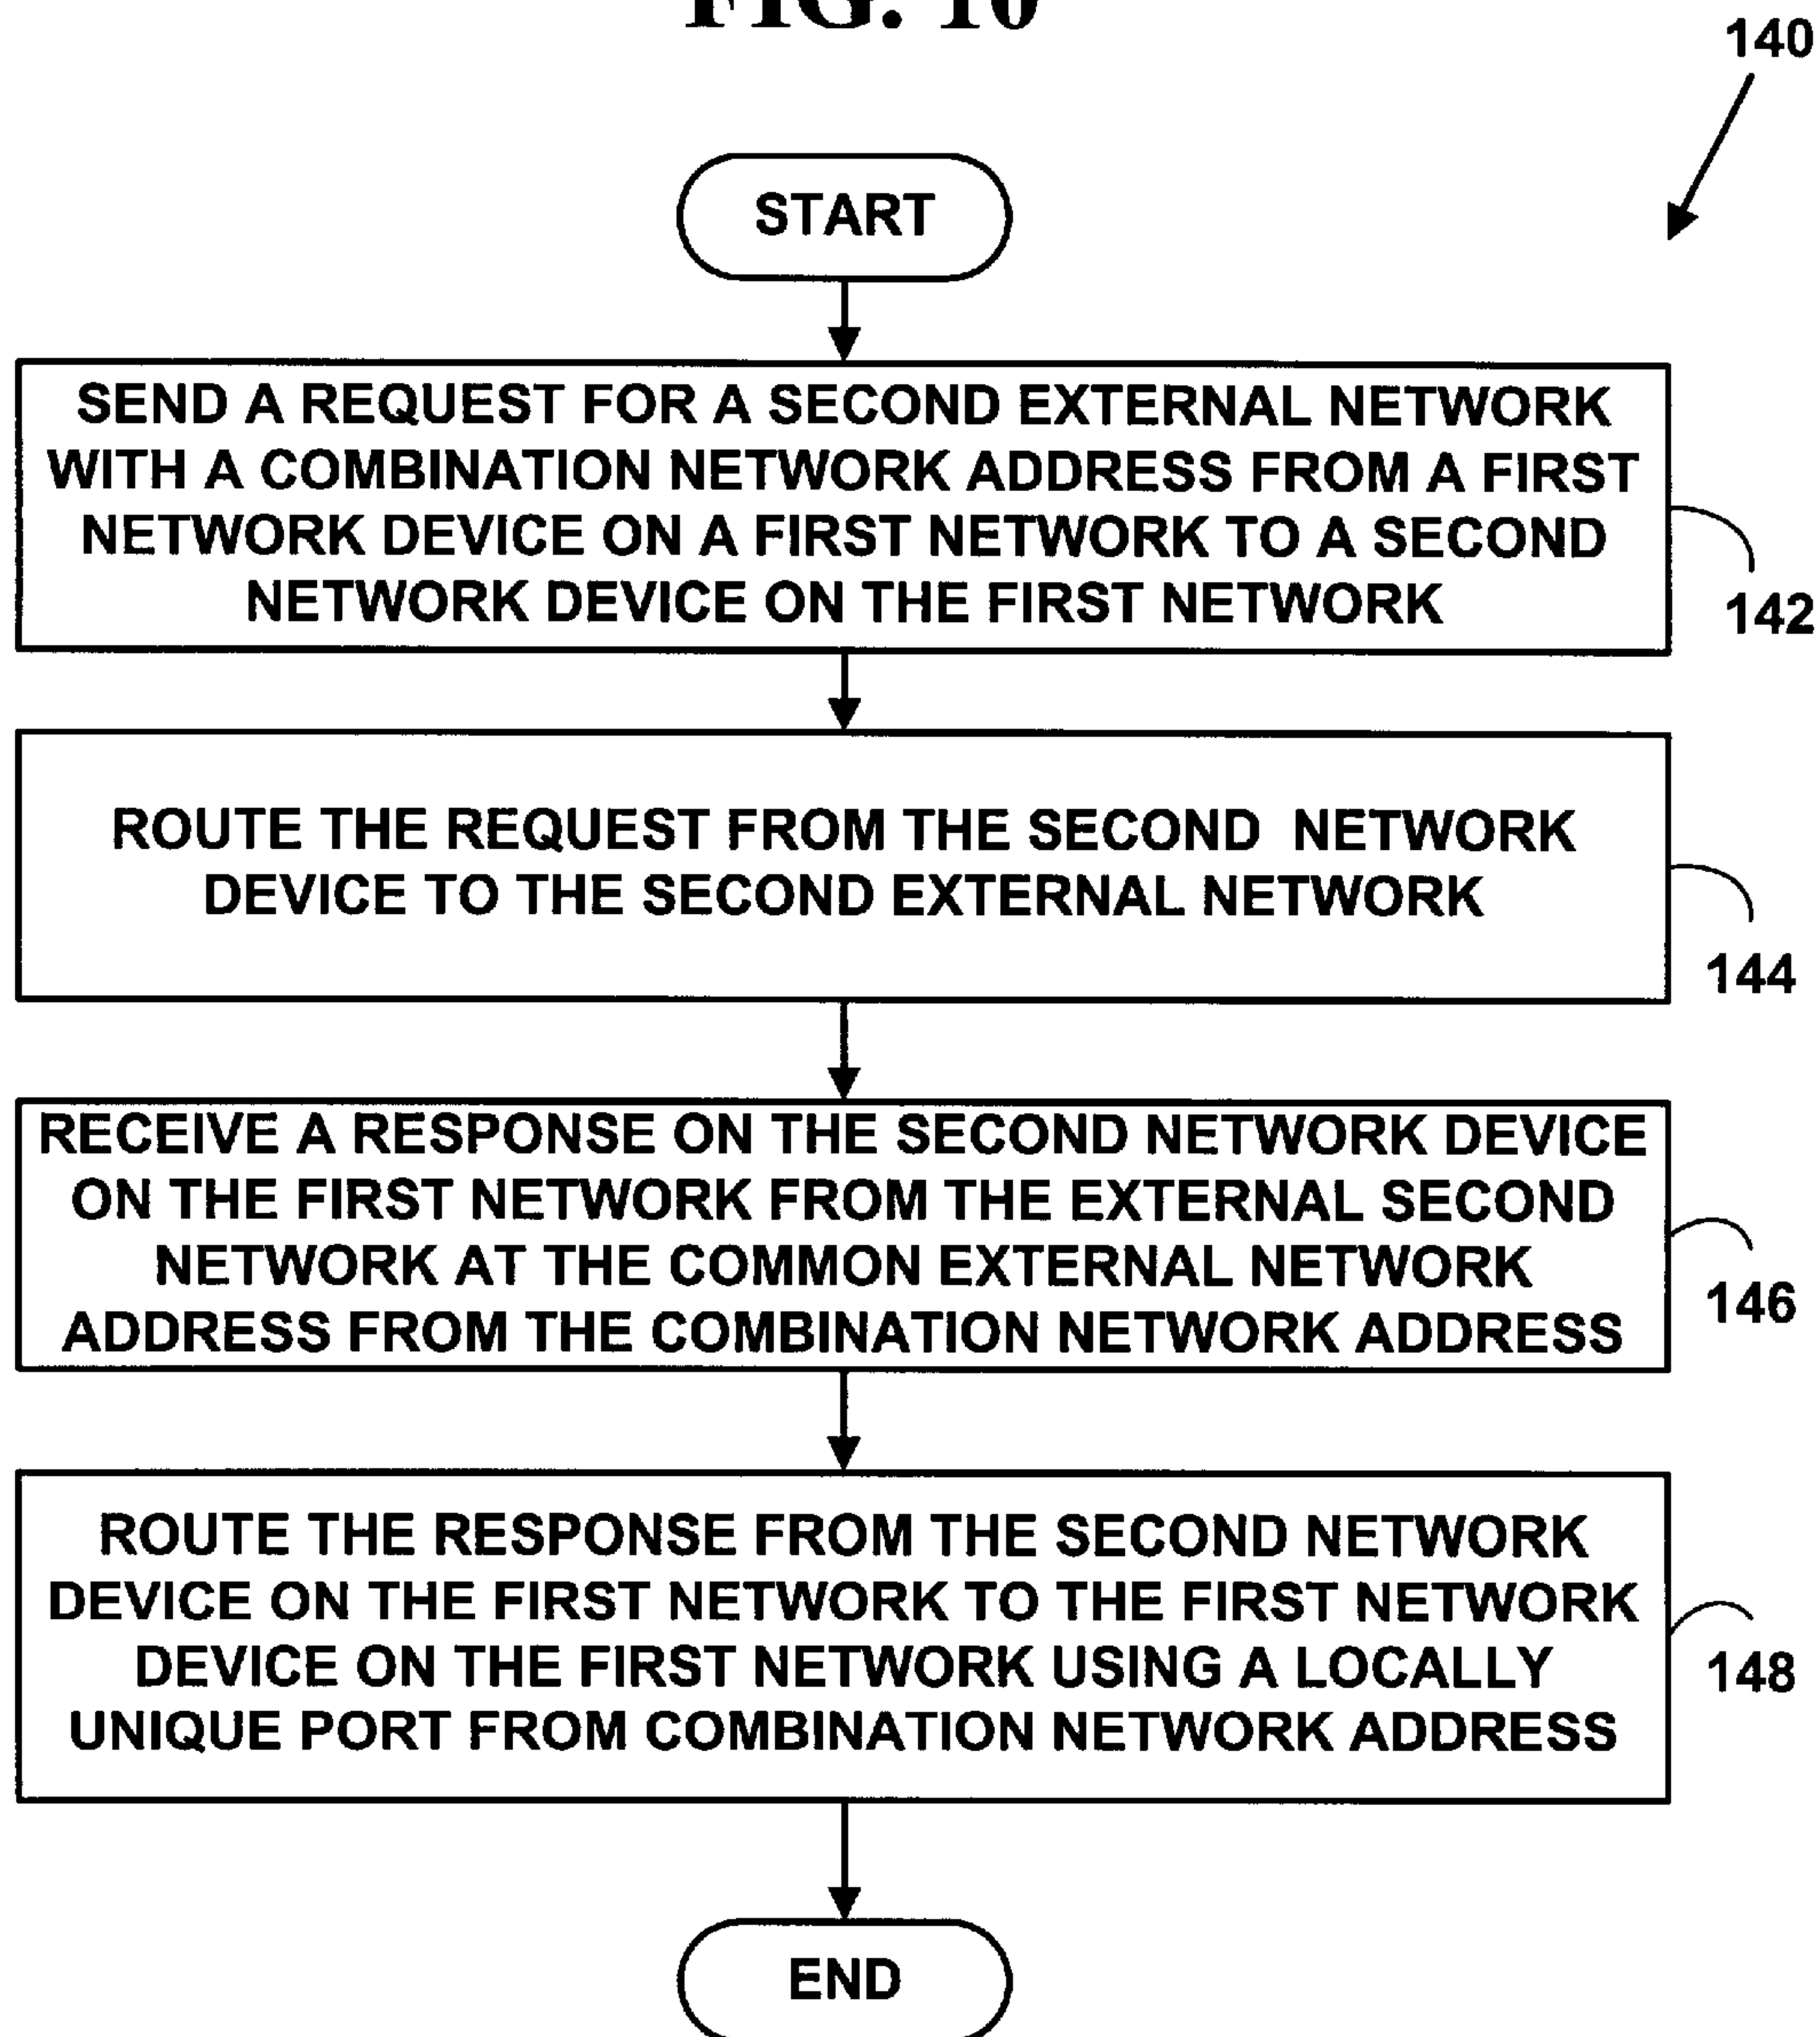 FIG. 10
140
START
SEND A REQUEST FOR A SECOND EXTERNAL NETWORK
WITH A COMBINATION NETWORK ADDRESS FROM A FIRST
NETWORK DEVICE ON A FIRST NETWORK TO A SECOND
NETWORK DEVICE ON THE FIRST NETWORK
142
ROUTE THE REQUEST FROM THE SECOND NETWORK
DEVICE TO THE SECOND EXTERNAL NETWORK
144
RECEIVE A RESPONSE ON THE SECOND NETWORK DEVICE
ON THE FIRST NETWORK FROM THE EXTERNAL SECOND
NETWORK AT THE COMMON EXTERNAL NETWORK
ADDRESS FROM THE COMBINATION NETWORK ADDRESS
146
ROUTE THE RESPONSE FROM THE SECOND NETWORK
DEVICE ON THE FIRST NETWORK TO THE FIRST NETWORK
DEVICE ON THE FIRST NETWORK USING A LOCALLY
UNIQUE PORT FROM COMBINATION NETWORK ADDRESS
148
END